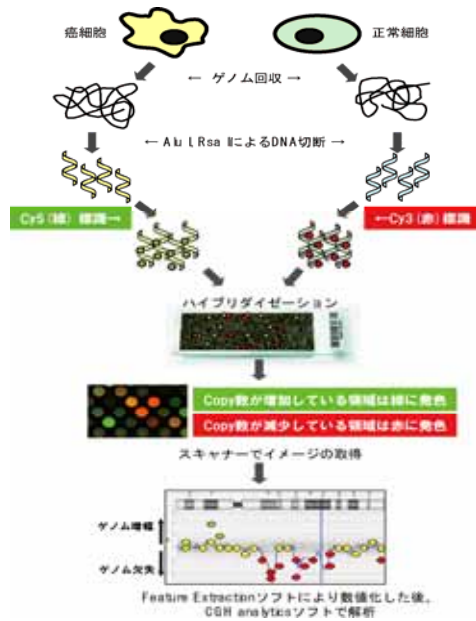 癌細胞
正常細胞
← ゲノム回収 →
← Alu I,Rsa IによるDNA切断 →
Cy5(緑)標識→
←Cy3(赤)標識
ハイブリダイゼーション
Copy数が増加している領域は緑に発色
Copy数が減少している領域は赤に発色
スキャナーでイメージの取得
ゲノム増幅
ゲノム欠失
Feature Extractionソフトにより数値化した後、
CGH analyticsソフトで解析